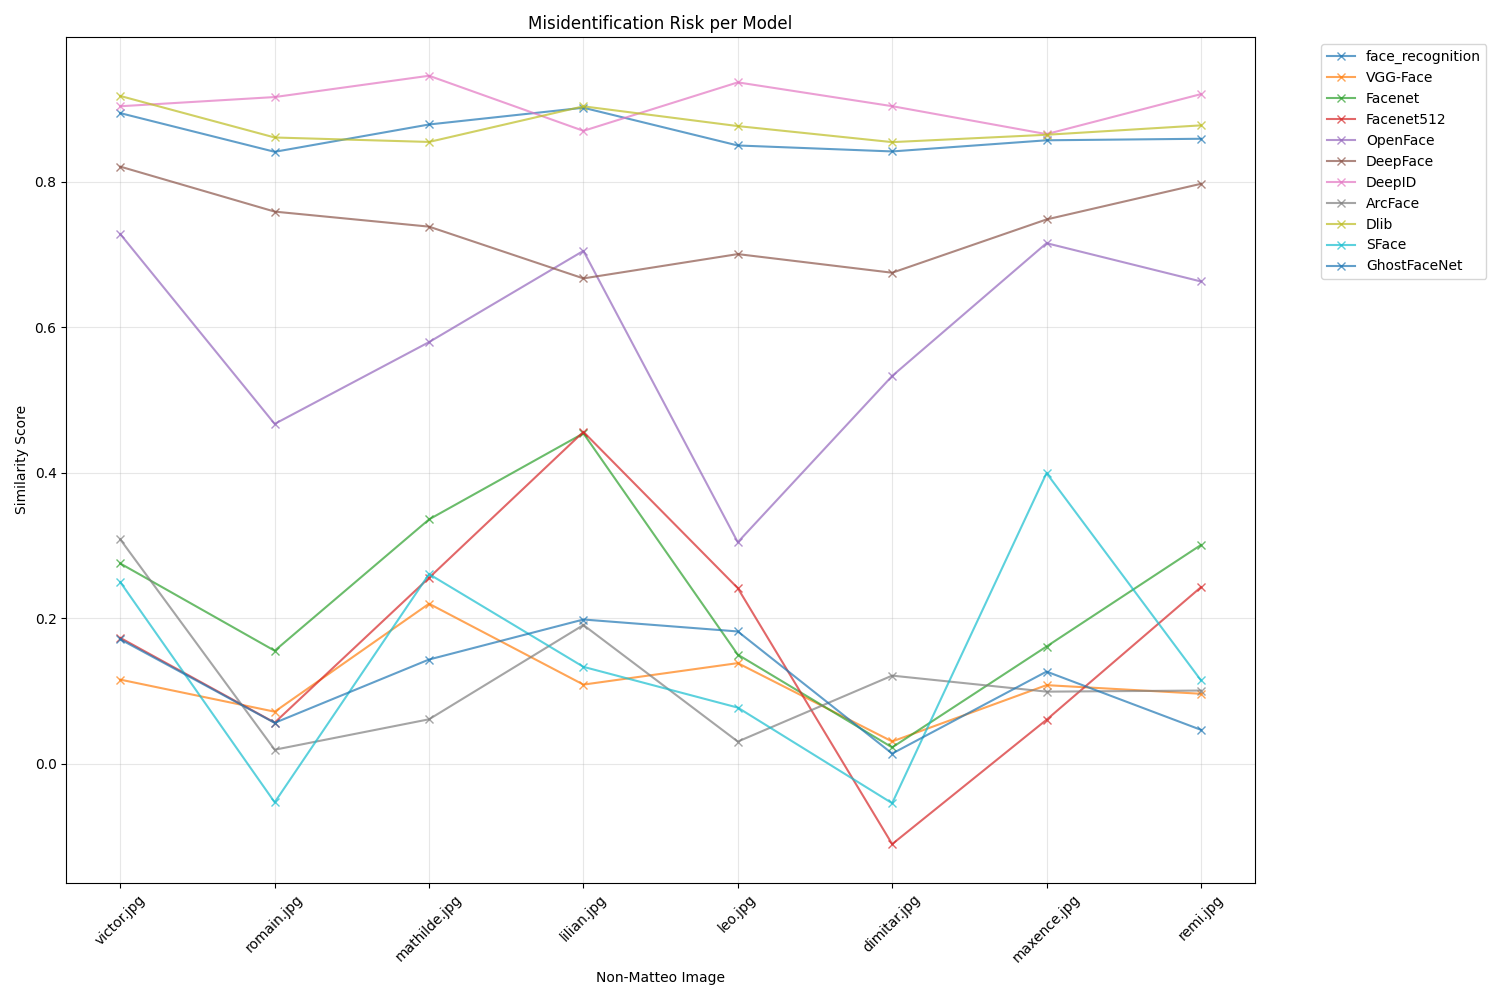 Misidentification Risk per Model
face_recognition
VGG-Face
Facenet
Facenet512
OpenFace
DeepFace
DeepID
ArcFace
Dlib
SFace
GhostFaceNet
Similarity Score
0.8
0.6
0.4
0.2
0.0
victor.jpg
romain.jpg
mathilde.jpg
lilian.jpg
leo.jpg
dimitar.jpg
maxence.jpg
remi.jpg
Non-Matteo Image